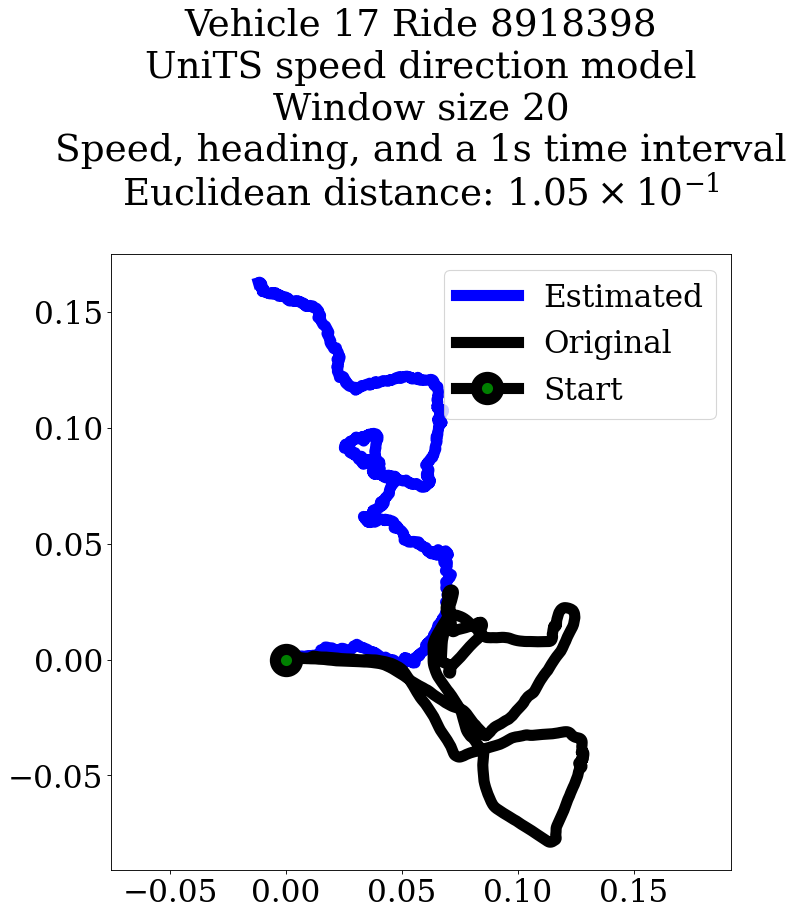 Vehicle 17 Ride 8918398
UniTS speed direction model
Window size 20
Speed, heading, and a 1s time interval
Euclidean distance: 1.05 × 10⁻¹
Estimated
Original
Start
0.15
0.10
0.05
0.00
−0.05
−0.05 0.00 0.05 0.10 0.15